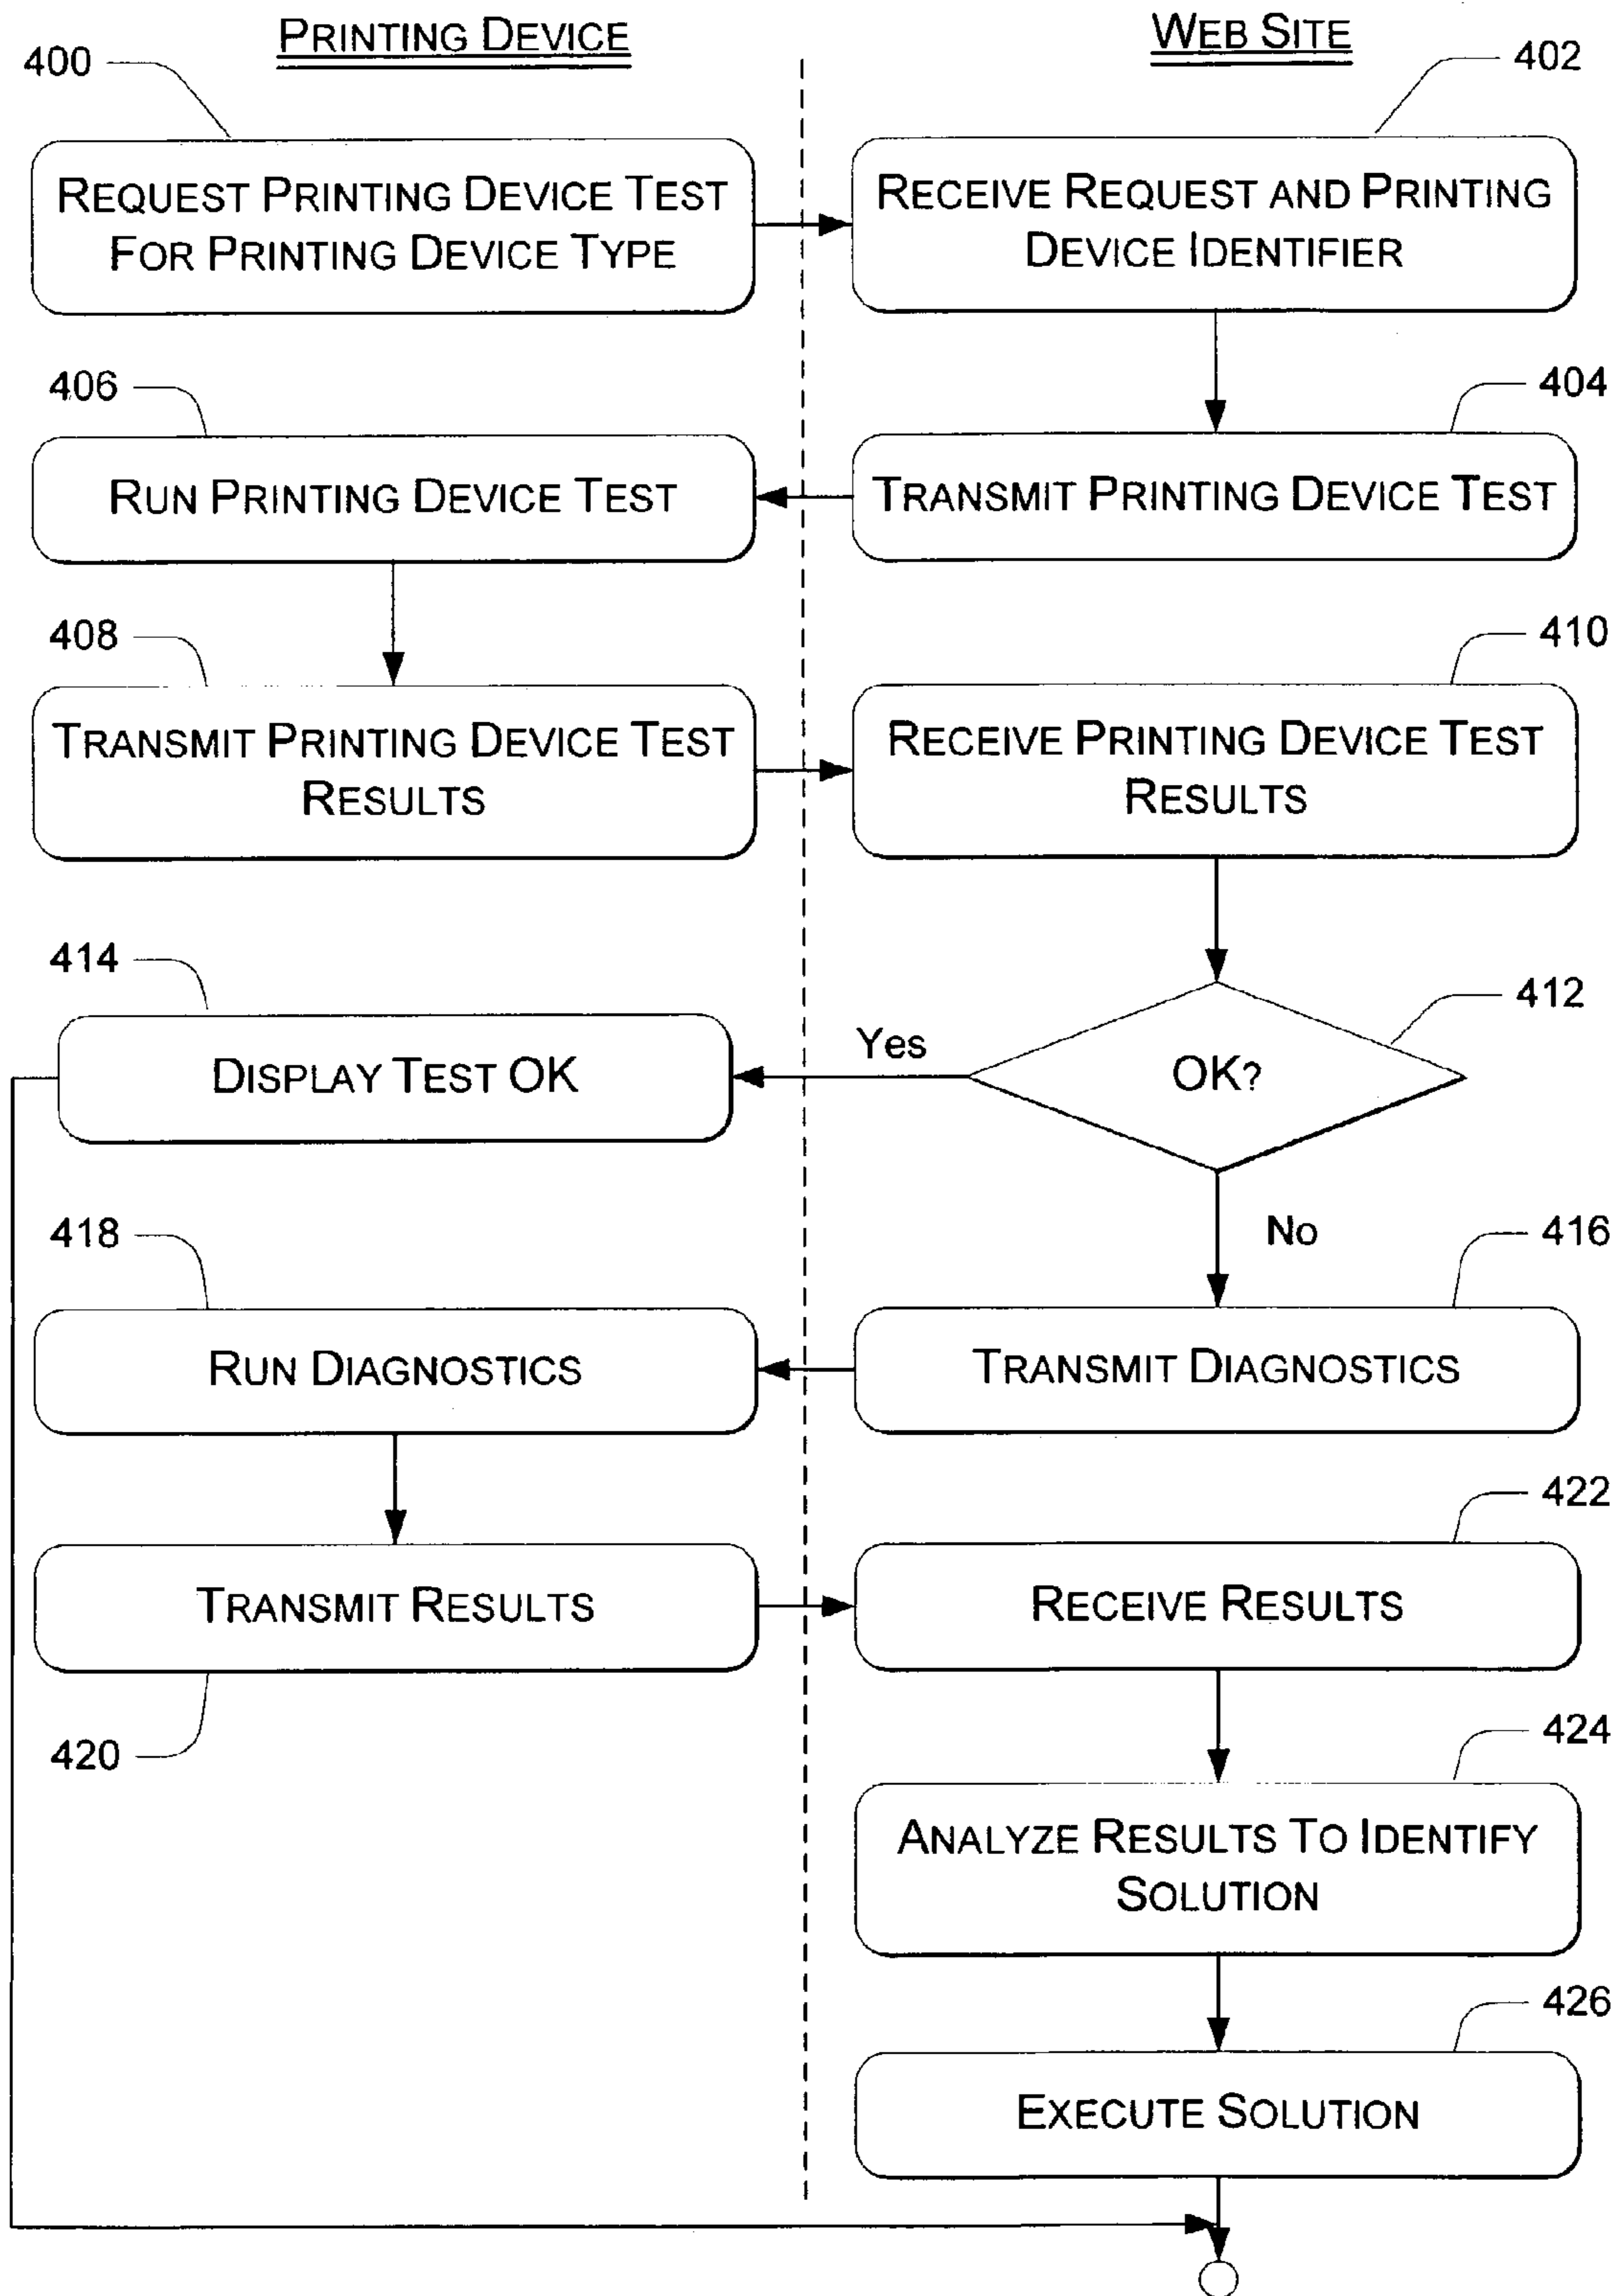 PRINTING DEVICE
WEB SITE
400
402
REQUEST PRINTING DEVICE TEST
FOR PRINTING DEVICE TYPE
RECEIVE REQUEST AND PRINTING
DEVICE IDENTIFIER
406
404
RUN PRINTING DEVICE TEST
TRANSMIT PRINTING DEVICE TEST
408
410
TRANSMIT PRINTING DEVICE TEST
RESULTS
RECEIVE PRINTING DEVICE TEST
RESULTS
414
412
DISPLAY TEST OK
Yes
OK?
No
418
416
RUN DIAGNOSTICS
TRANSMIT DIAGNOSTICS
422
TRANSMIT RESULTS
RECEIVE RESULTS
420
424
ANALYZE RESULTS TO IDENTIFY
SOLUTION
426
EXECUTE SOLUTION